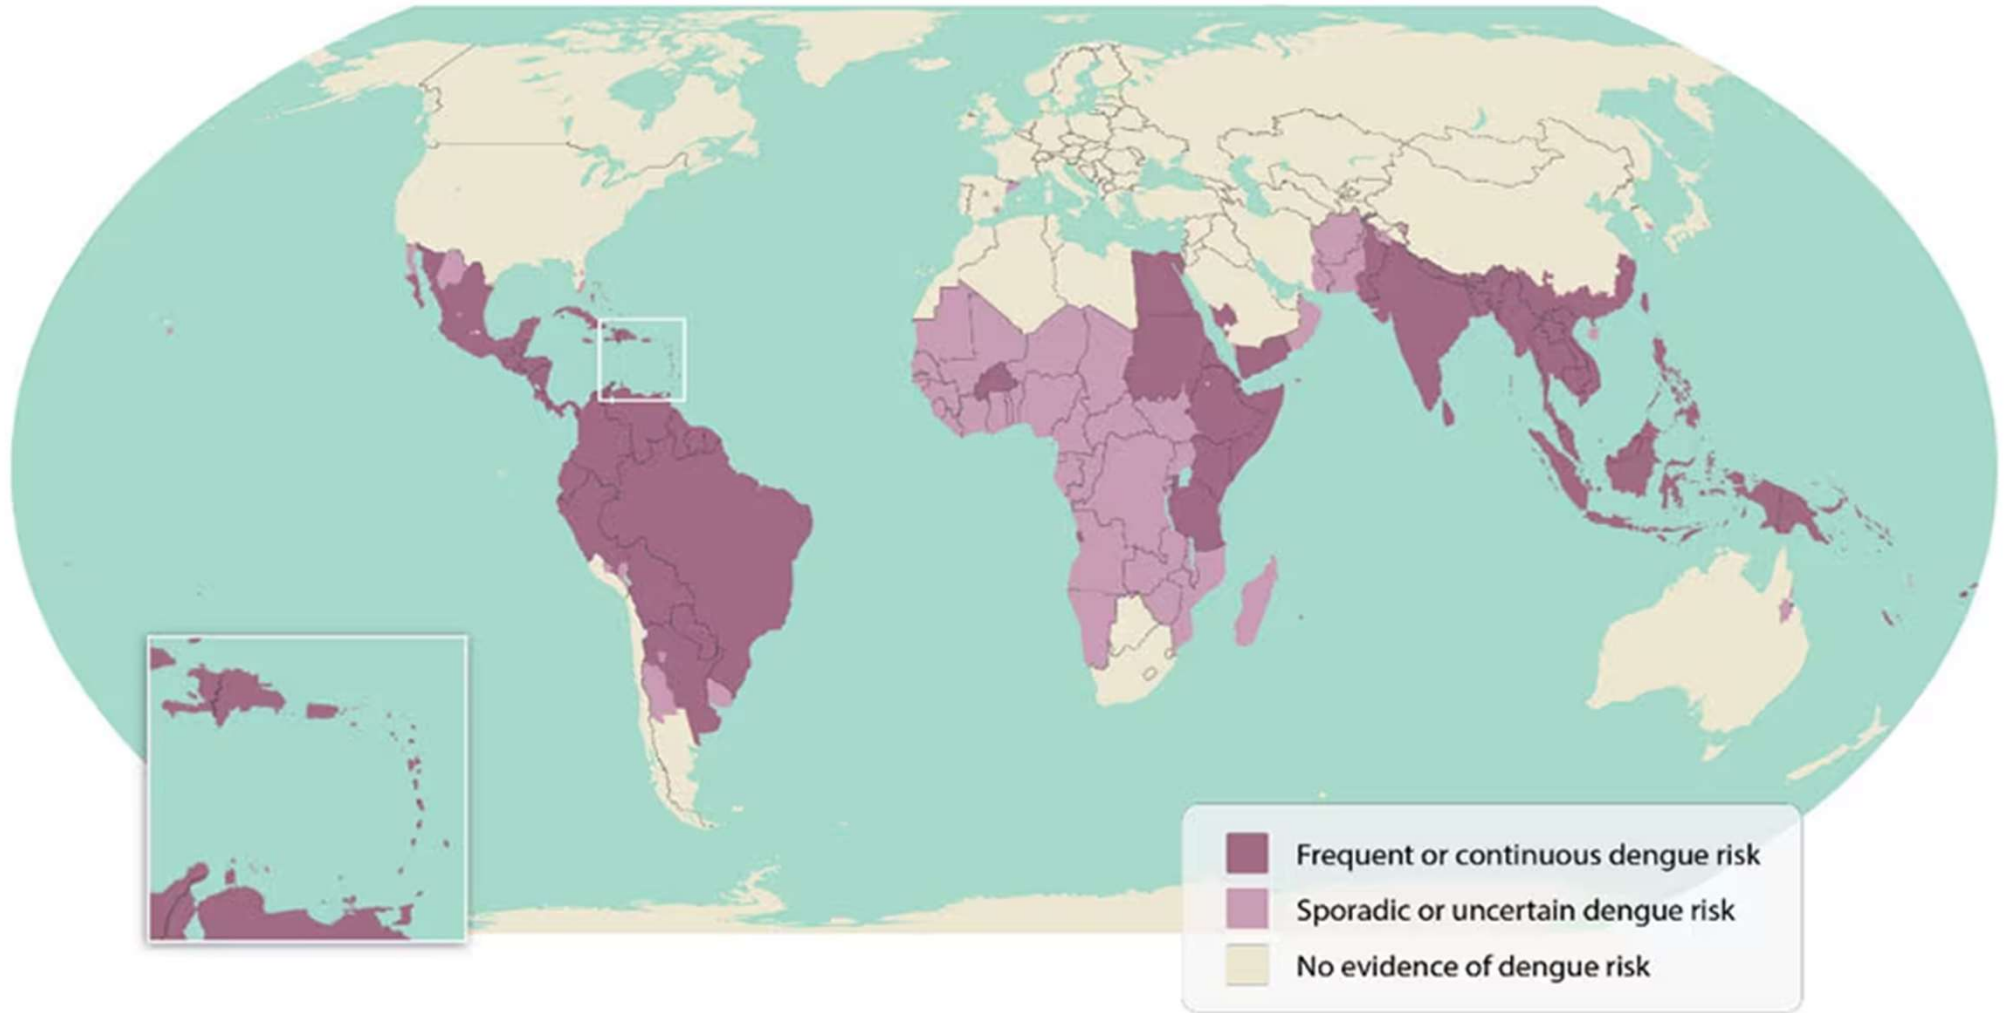 Frequent or continuous dengue risk
Sporadic or uncertain dengue risk
No evidence of dengue risk